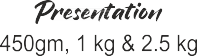 Presentation
450gm, 1 kg & 2.5 kg